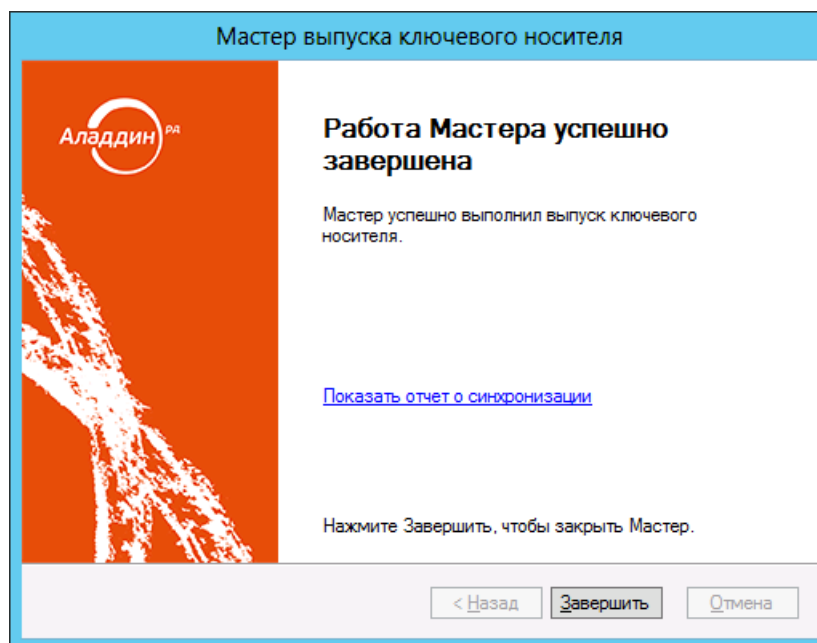 Мастер выпуска ключевого носителя
Аладдин РД
Работа Мастера успешно
завершена
Мастер успешно выполнил выпуск ключевого
носителя.
Показать отчет о синхронизации
Нажмите Завершить, чтобы закрыть Мастер.
< Назад Завершить Отмена